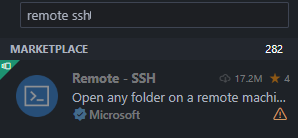 remote ssh
MARKETPLACE 282
Remote - SSH 17.2M 4
Open any folder on a remote machi...
Microsoft